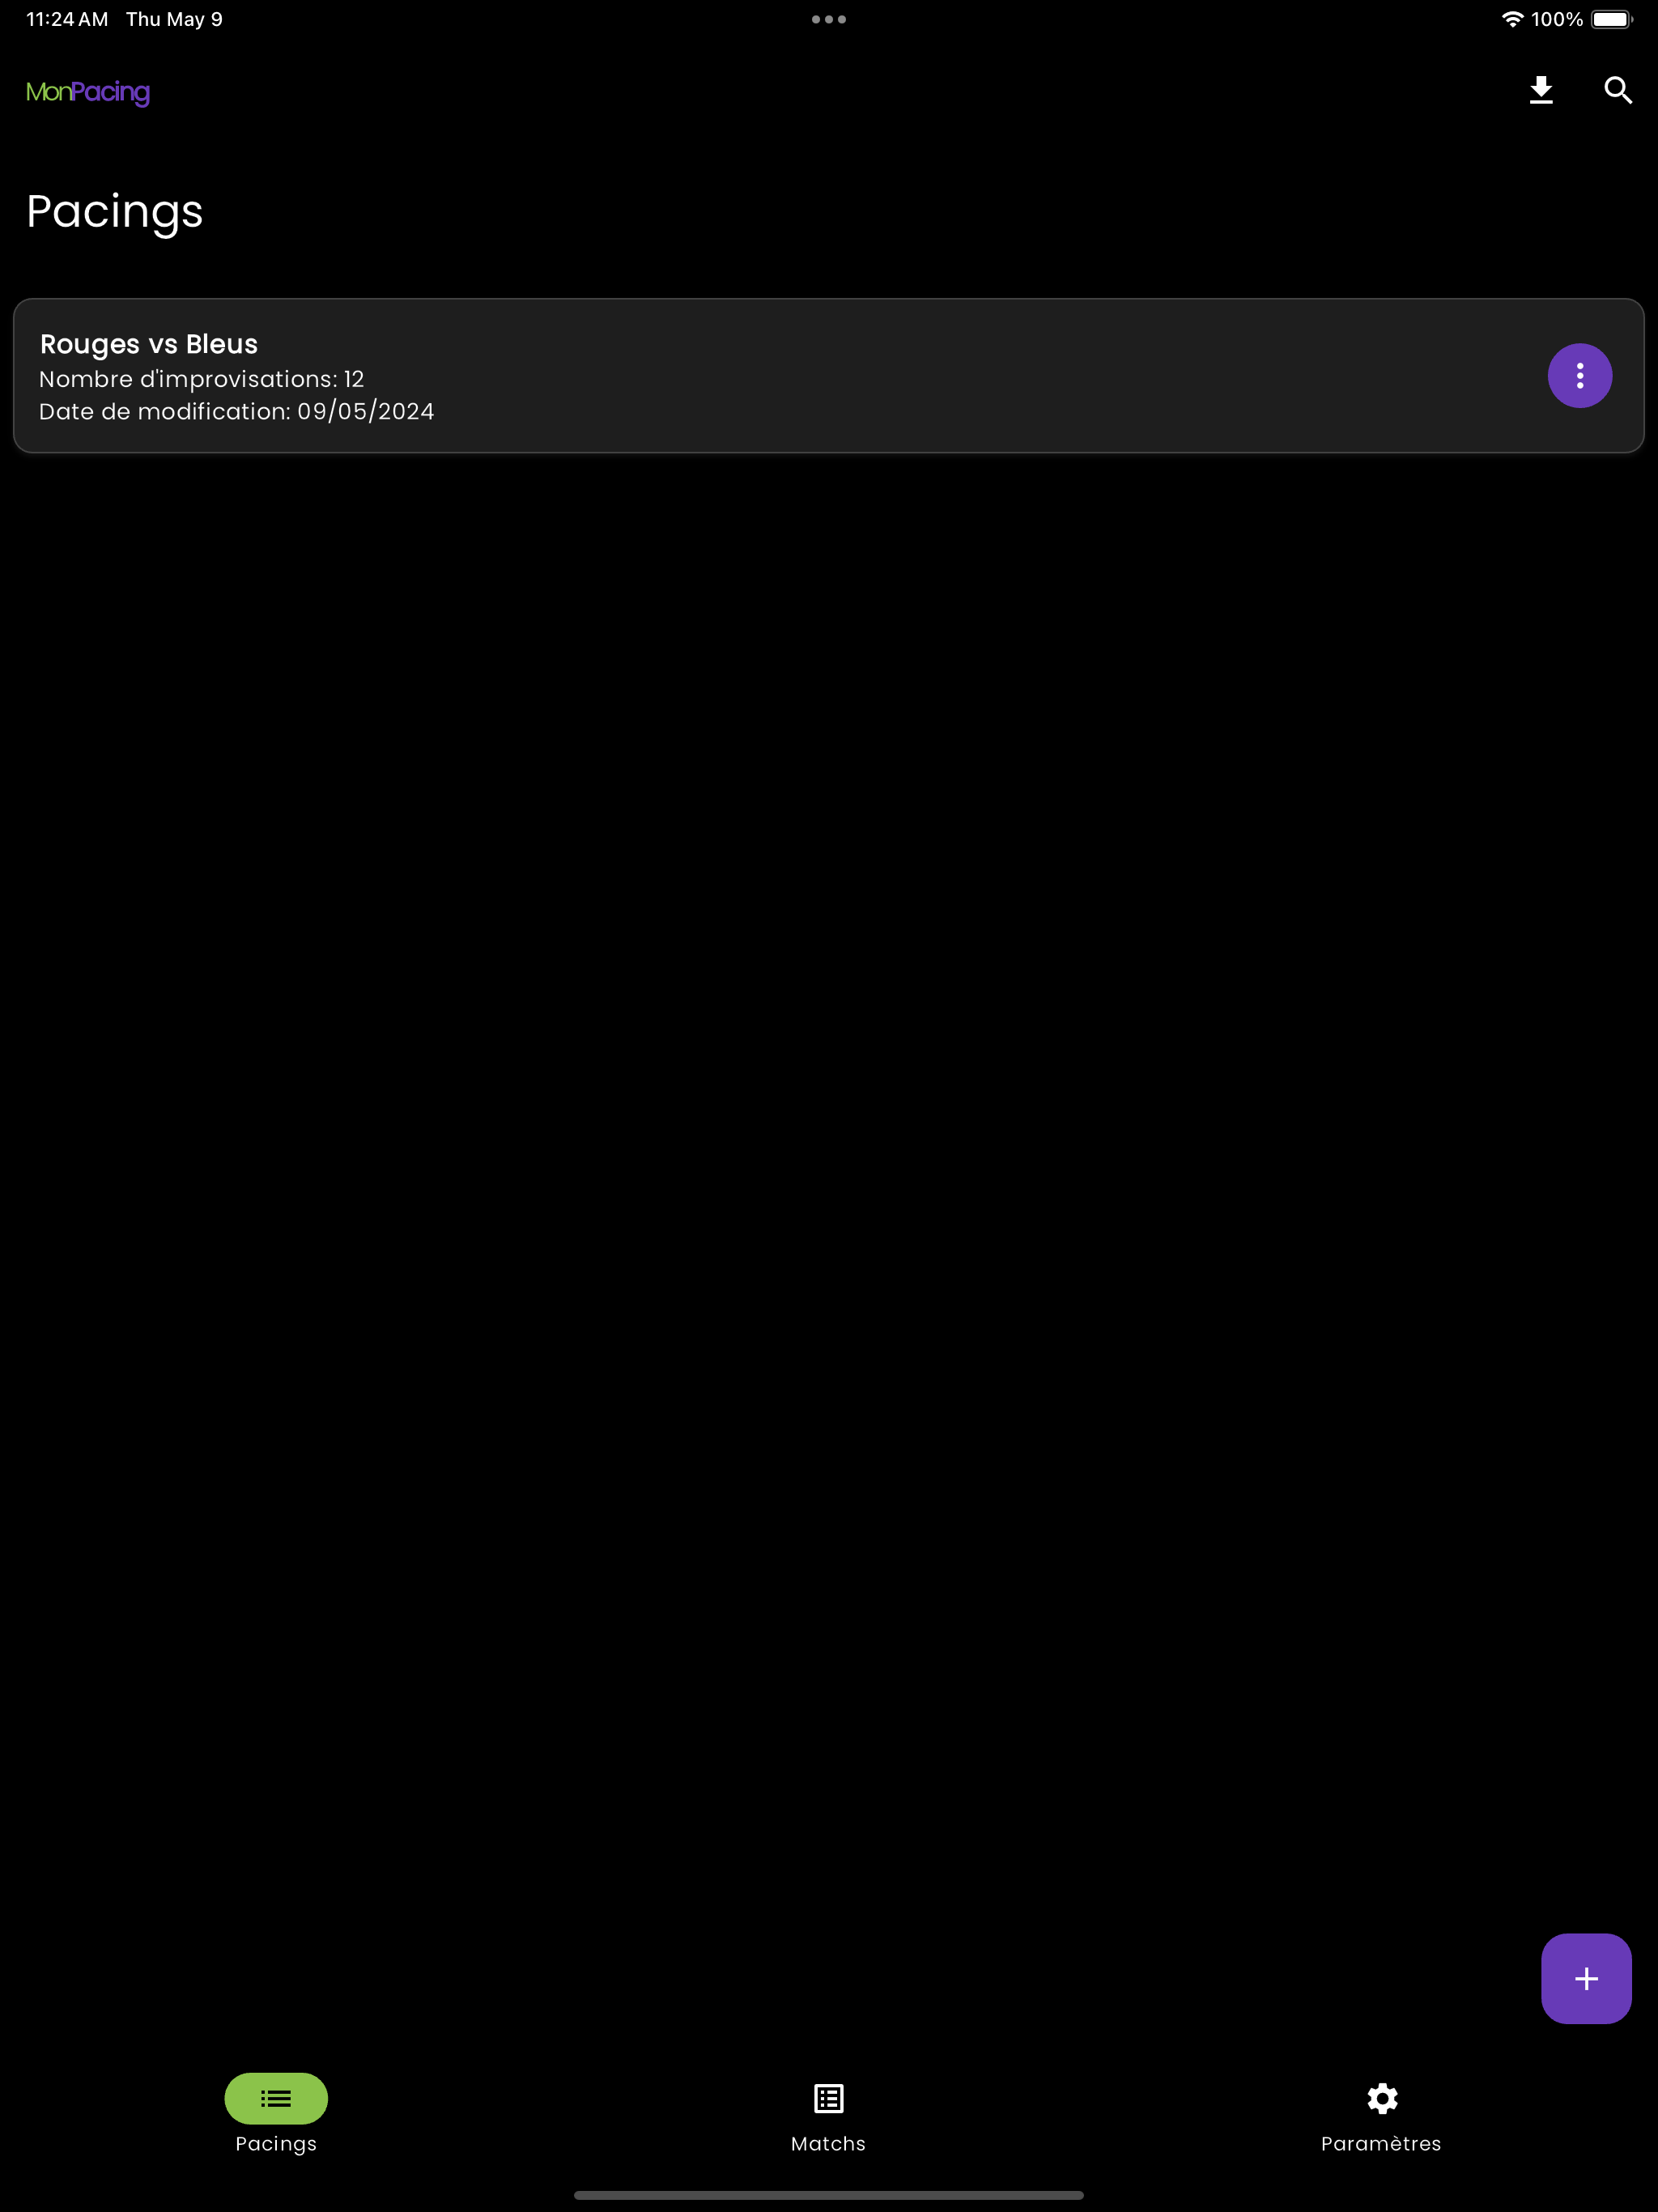 11:24 AM Thu May 9
100%
MonPacing
Pacings
Rouges vs Bleus
Nombre d'improvisations: 12
Date de modification: 09/05/2024
Pacings
Matchs
Paramètres